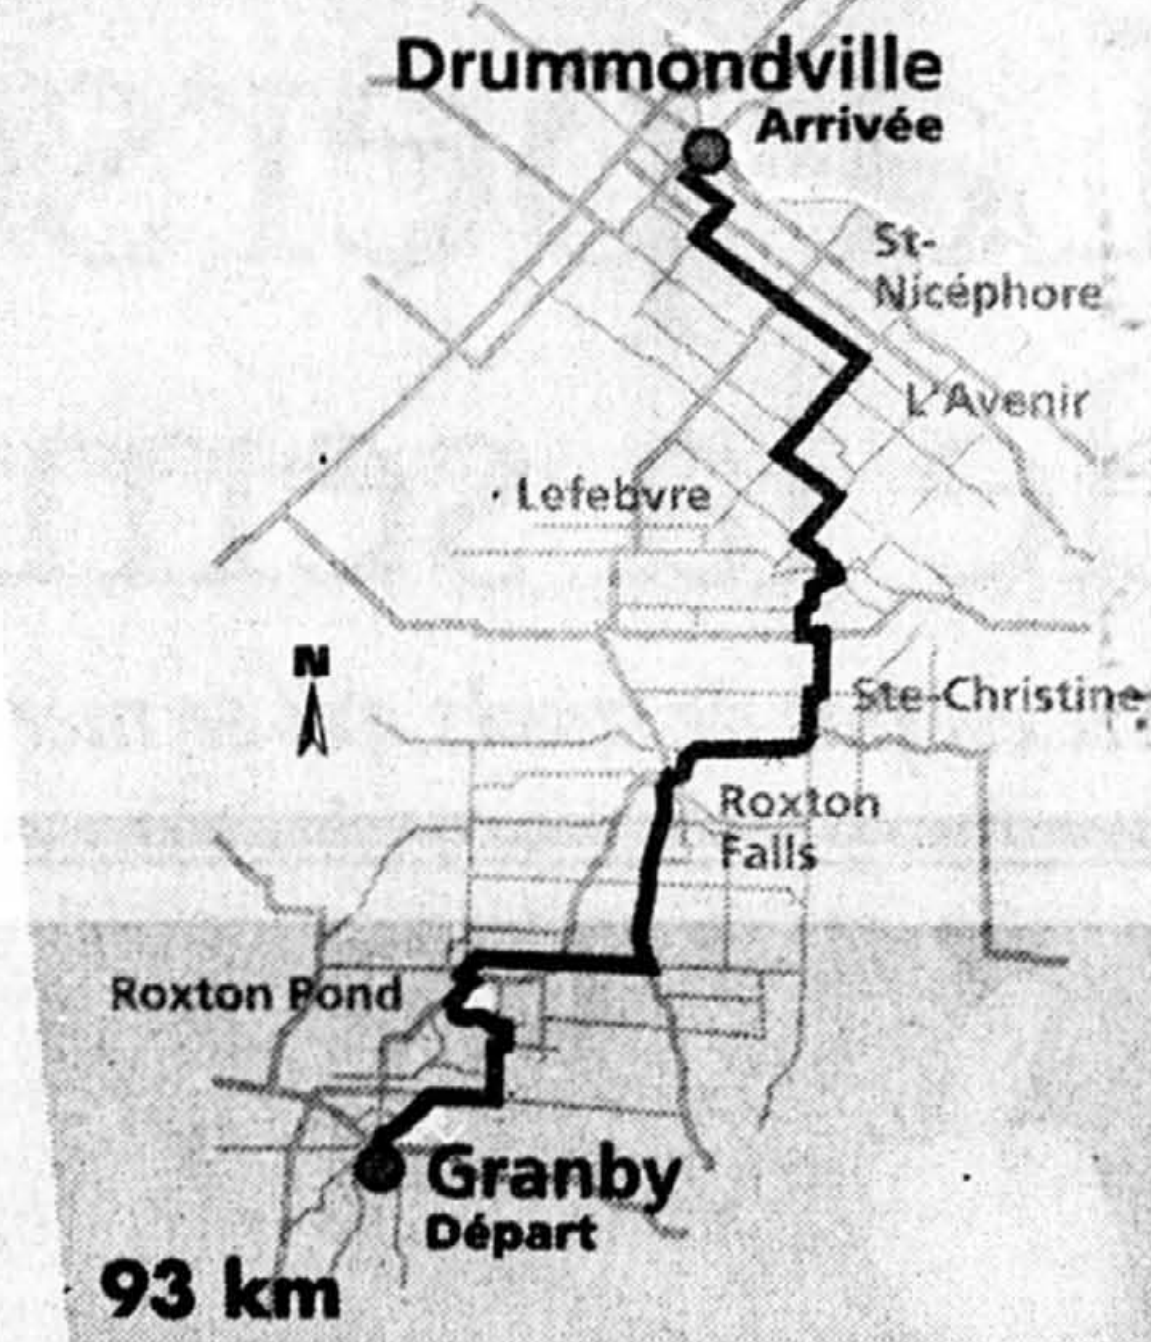 Drummondville
Arrivée
St-
Nicéphore
L'Avenir
Lefebvre
N
Ste-Christine
Roxton
Falls
Roxton Pond
Granby
Départ
93 km